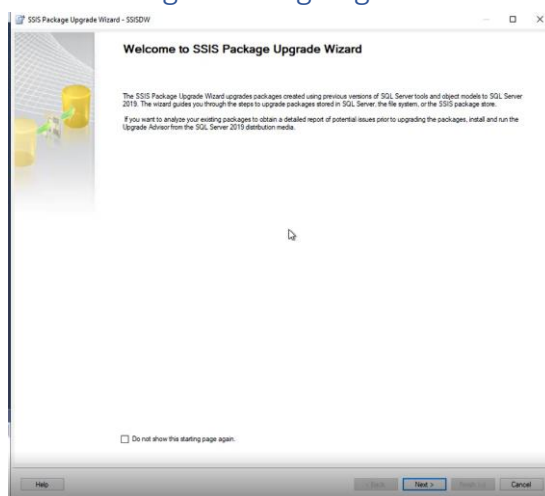 SSIS Package Upgrade Wizard - SSISDW
Welcome to SSIS Package Upgrade Wizard
The SSIS Package Upgrade Wizard upgrades packages created using previous versions of SQL Server tools and object models to SQL Server
2019. The wizard guides you through the steps to upgrade packages stored in SQL Server, the file system, or the SSIS package store.
If you want to analyze your existing packages to obtain a detailed report of potential issues prior to upgrading the packages, install and run the
Upgrade Advisor from the SQL Server 2019 distribution media.
Do not show this starting page again.
Help
< Back
Next >
Cancel